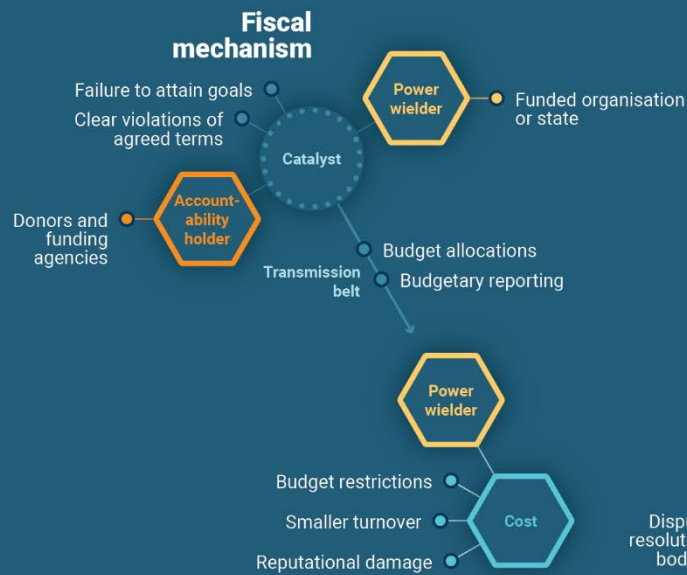 Fiscal
mechanism
Failure to attain goals
Clear violations of
agreed terms
Catalyst
Power
wielder
Funded organisation
or state
Account-
ability
holder
Donors and
funding
agencies
Budget allocations
Transmission
belt
Budgetary reporting
Power
wielder
Budget restrictions
Smaller turnover
Reputational damage
Cost